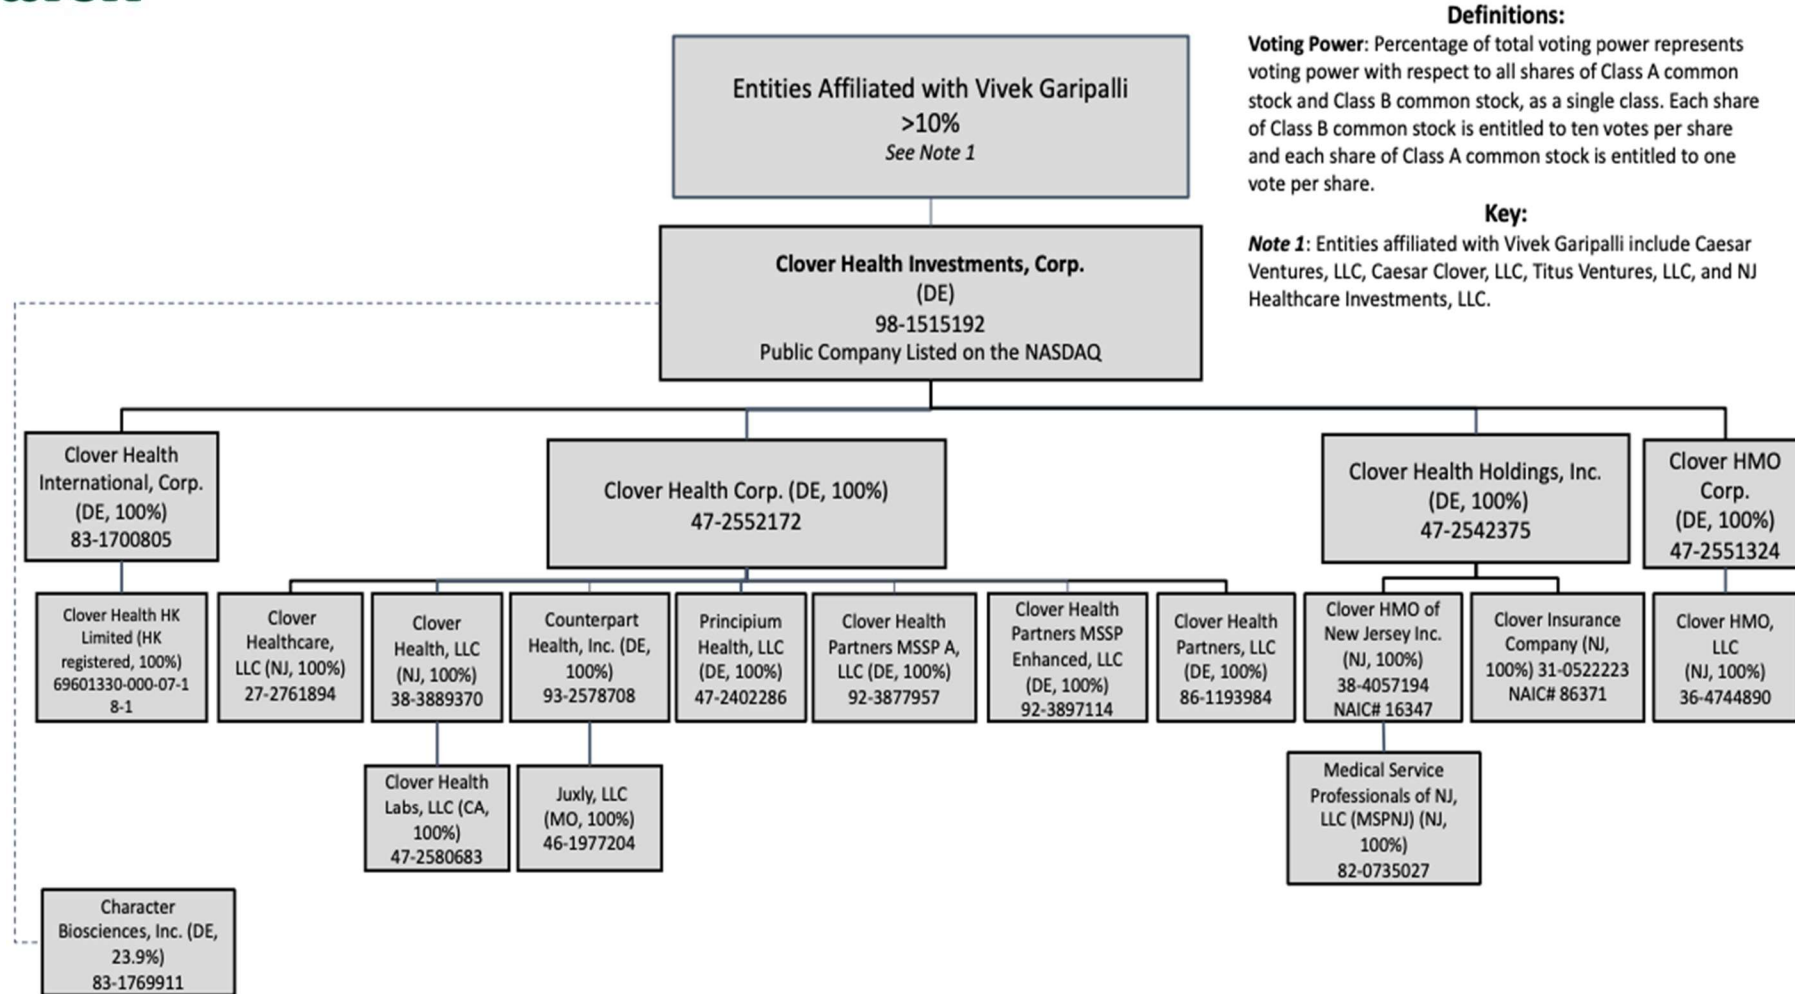 Definitions:
Voting Power: Percentage of total voting power represents
voting power with respect to all shares of Class A common
stock and Class B common stock, as a single class. Each share
of Class B common stock is entitled to ten votes per share
and each share of Class A common stock is entitled to one
vote per share.
Key:
Note 1: Entities affiliated with Vivek Garipalli include Caesar
Ventures, LLC, Caesar Clover, LLC, Titus Ventures, LLC, and NJ
Healthcare Investments, LLC.
Entities Affiliated with Vivek Garipalli
>10%
See Note 1
Clover Health Investments, Corp.
(DE)
98-1515192
Public Company Listed on the NASDAQ
Clover Health
International, Corp.
(DE, 100%)
83-1700805
Clover Health Corp. (DE, 100%)
47-2552172
Clover Health Holdings, Inc.
(DE, 100%)
47-2542375
Clover HMO
Corp.
(DE, 100%)
47-2551324
Clover Health HK
Limited (HK
registered, 100%)
69601330-000-07-1
8-1
Clover
Healthcare,
LLC (NJ, 100%)
27-2761894
Clover
Health, LLC
(NJ, 100%)
38-3889370
Counterpart
Health, Inc. (DE,
100%)
93-2578708
Principium
Health, LLC
(DE, 100%)
47-2402286
Clover Health
Partners MSSP A,
LLC (DE, 100%)
92-3877957
Clover Health
Partners MSSP
Enhanced, LLC
(DE, 100%)
92-3897114
Clover Health
Partners, LLC
(DE, 100%)
86-1193984
Clover HMO of
New Jersey Inc.
(NJ, 100%)
38-4057194
NAIC# 16347
Clover Insurance
Company (NJ,
100%) 31-0522223
NAIC# 86371
Clover HMO,
LLC
(NJ, 100%)
36-4744890
Clover Health
Labs, LLC (CA,
100%)
47-2580683
Juxly, LLC
(MO, 100%)
46-1977204
Medical Service
Professionals of NJ,
LLC (MSPNJ) (NJ,
100%)
82-0735027
Character
Biosciences, Inc. (DE,
23.9%)
83-1769911